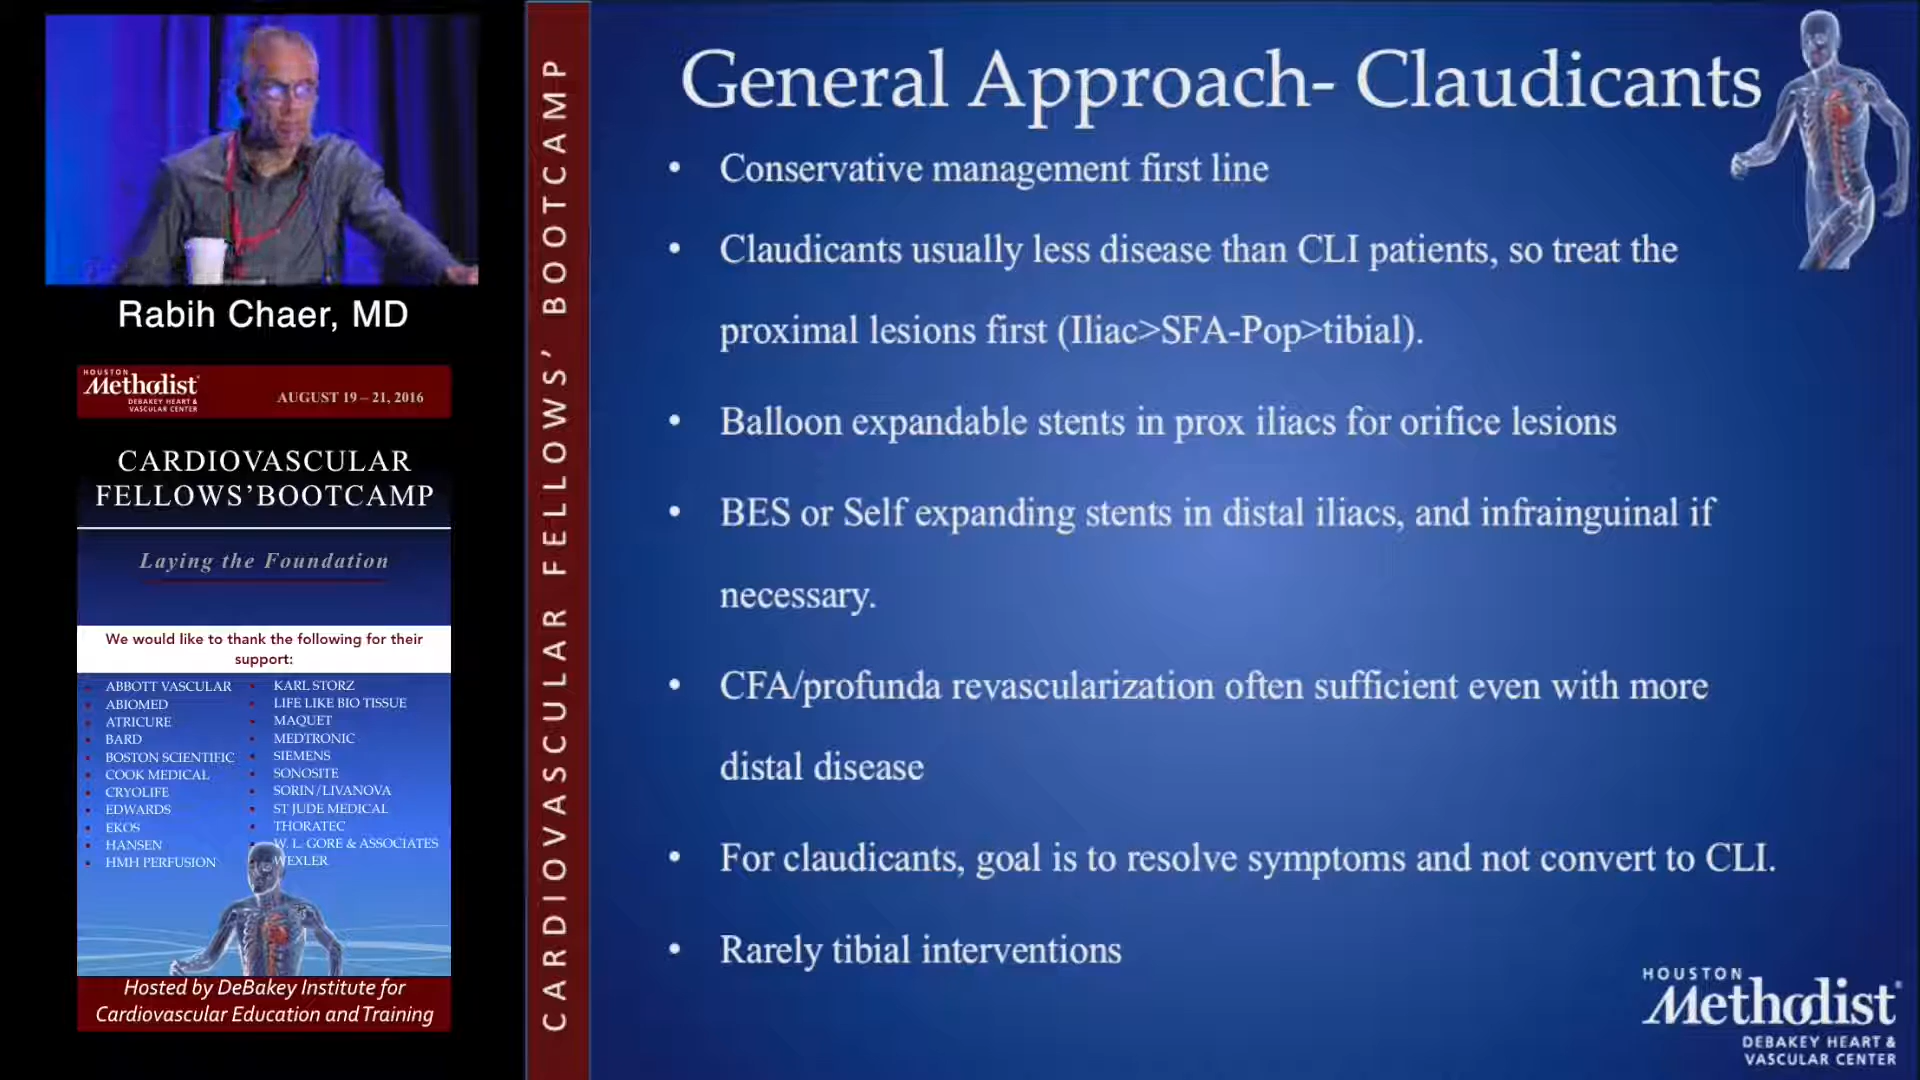 Rabih Chaer, MD
HOUSTON
Methodist
DEBAKEY HEART &
VASCULAR CENTER
AUGUST 19 – 21, 2016
CARDIOVASCULAR
FELLOWS'BOOTCAMP
Laying the Foundation
We would like to thank the following for their
support:
ABBOTT VASCULAR
ABIOMED
ATRICURE
BARD
BOSTON SCIENTIFIC
COOK MEDICAL
CRYOLIFE
EDWARDS
EKOS
HANSEN
HMH PERFUSION
KARL STORZ
LIFE LIKE BIO TISSUE
MAQUET
MEDTRONIC
SIEMENS
SONOSITE
SORIN/LIVANOVA
ST JUDE MEDICAL
THORATEC
W. L. GORE & ASSOCIATES
WEXLER
Hosted by DeBakey Institute for
Cardiovascular Education and Training
CARDIOVASCULAR FELLOWS' BOOTCAMP
General Approach- Claudicants
• Conservative management first line
• Claudicants usually less disease than CLI patients, so treat the
proximal lesions first (Iliac>SFA-Pop>tibial).
• Balloon expandable stents in prox iliacs for orifice lesions
• BES or Self expanding stents in distal iliacs, and infrainguinal if
necessary.
• CFA/profunda revascularization often sufficient even with more
distal disease
• For claudicants, goal is to resolve symptoms and not convert to CLI.
• Rarely tibial interventions
HOUSTON
Methodist
DEBAKEY HEART &
VASCULAR CENTER